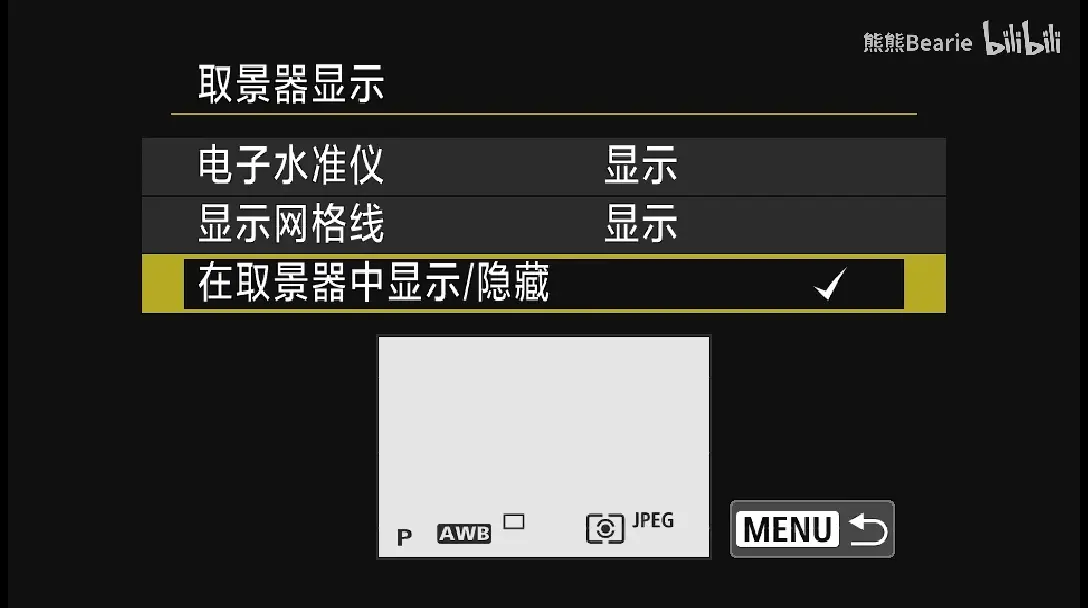 熊熊Bearie bilibili
取景器显示
电子水准仪 显示
显示网格线 显示
在取景器中显示/隐藏
P AWB JPEG
MENU